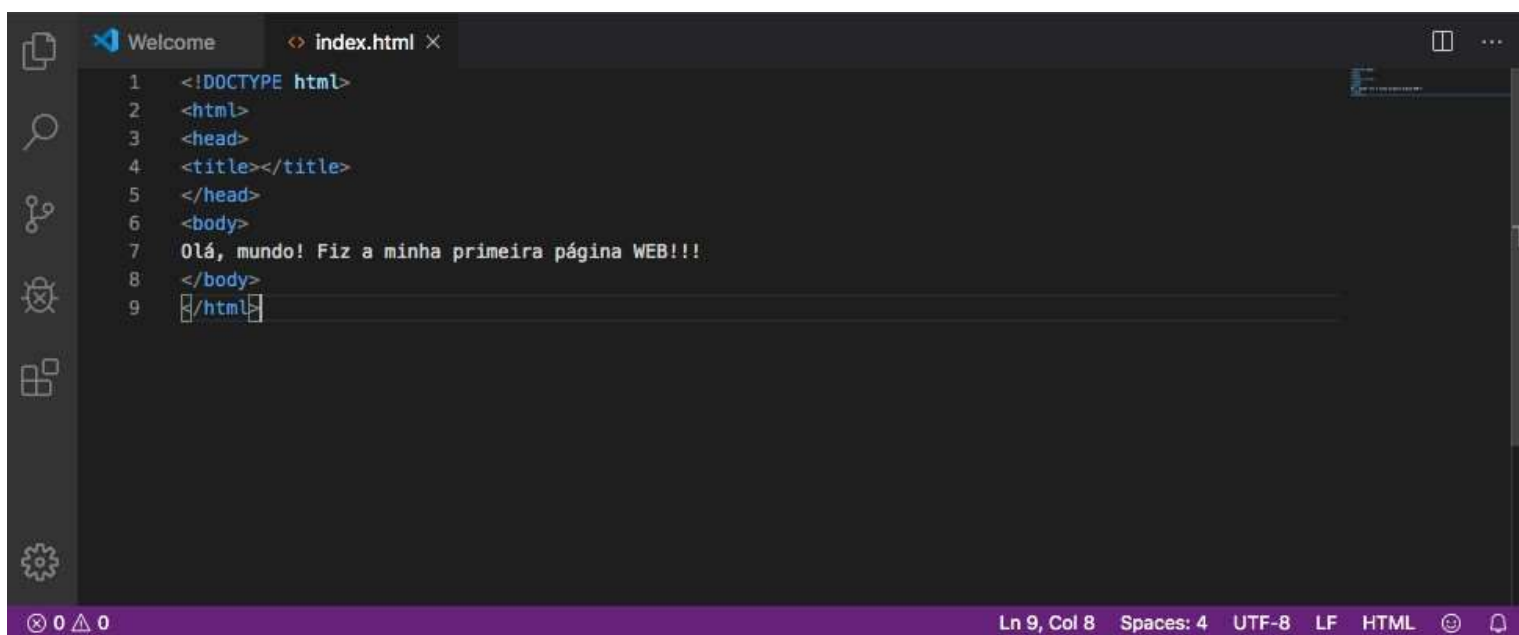 Welcome index.html
1 <!DOCTYPE html>
2 <html>
3 <head>
4 <title></title>
5 </head>
6 <body>
7 Olá, mundo! Fiz a minha primeira página WEB!!!
8 </body>
9 </html>
0 0 Ln 9, Col 8 Spaces: 4 UTF-8 LF HTML